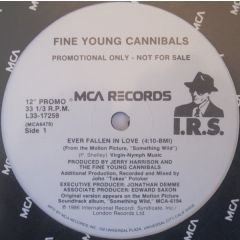 FINE YOUNG CANNIBALS
PROMOTIONAL ONLY - NOT FOR SALE
12" PROMO
33 1/3 R.P.M.
L33-17259
MCA RECORDS
I.R.S.
(MCA6478)
Side 1
EVER FALLEN IN LOVE (4:10-BMI)
(From the Motion Picture, "Something Wild")
(P. Shelley) Virgin-Nymph Music
PRODUCED BY JERRY HARRISON AND
THE FINE YOUNG CANNIBALS
Additional Production, Recorded and Mixed by
John "Tokes" Potoker
EXECUTIVE PRODUCER: JONATHAN DEMME
ASSOCIATE PRODUCER: EDWARD SAXON
Original version appears on the Motion Picture
Soundtrack album, "Something Wild," MCA-6194
℗ 1986 International Record Syndicate, Inc./
London Records Ltd.